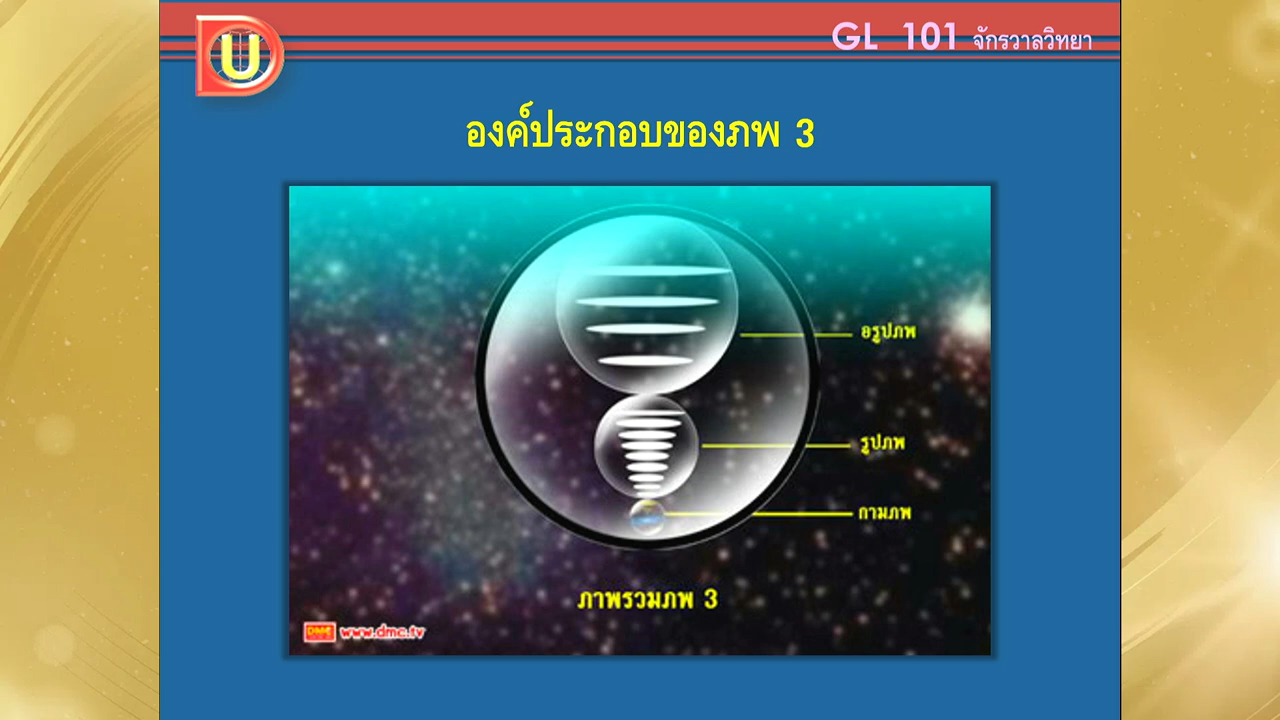 U
GL 101 จักรวาลวิทยา
องค์ประกอบของภพ 3
อรูปภพ
รูปภพ
กามภพ
ภาพรวมภพ 3
DMC www.dmc.tv